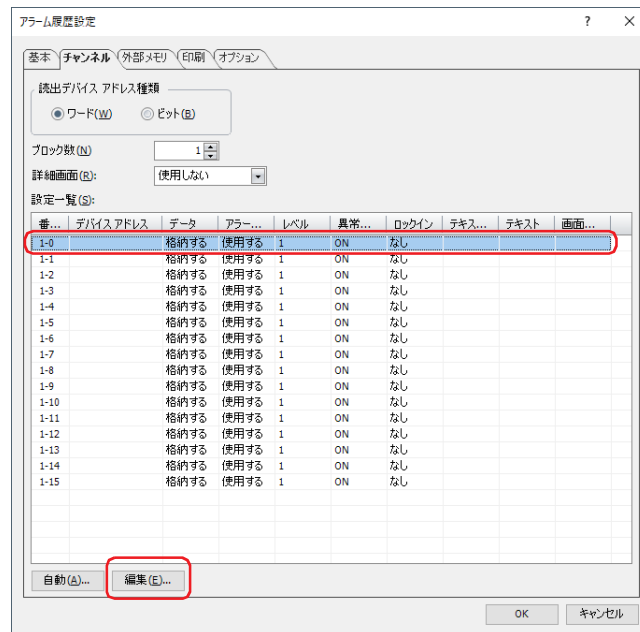 アラーム履歴設定 ? ×
基本 チャンネル 外部メモリ 印刷 オプション
読出デバイス アドレス種類
ワード(W) ビット(B)
ブロック数(N) 1
詳細画面(R): 使用しない
設定一覧(S):
番... デバイス アドレス データ アラー... レベル 異常... ロックイン テキス... テキスト 画面...
1-0 格納する 使用する 1 ON なし
1-1 格納する 使用する 1 ON なし
1-2 格納する 使用する 1 ON なし
1-3 格納する 使用する 1 ON なし
1-4 格納する 使用する 1 ON なし
1-5 格納する 使用する 1 ON なし
1-6 格納する 使用する 1 ON なし
1-7 格納する 使用する 1 ON なし
1-8 格納する 使用する 1 ON なし
1-9 格納する 使用する 1 ON なし
1-10 格納する 使用する 1 ON なし
1-11 格納する 使用する 1 ON なし
1-12 格納する 使用する 1 ON なし
1-13 格納する 使用する 1 ON なし
1-14 格納する 使用する 1 ON なし
1-15 格納する 使用する 1 ON なし
自動(A)... 編集(E)...
OK キャンセル